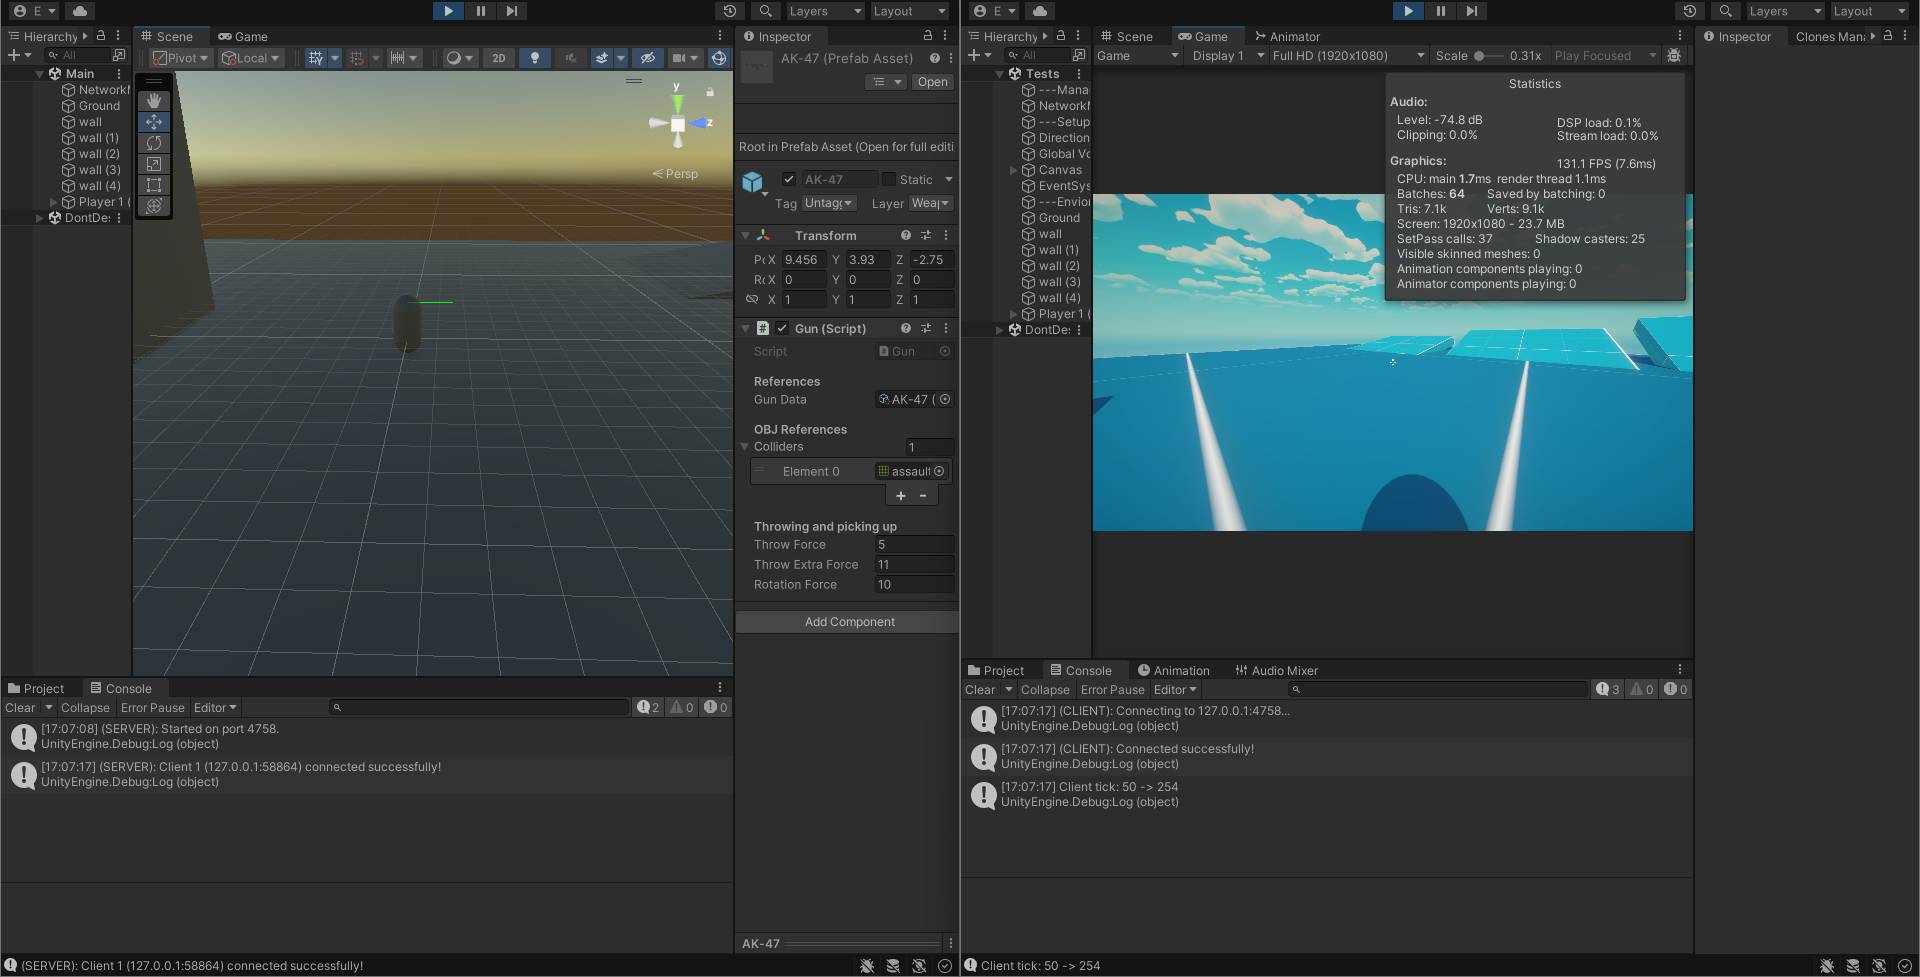 E
Layers
Layout
Hierarchy
All
Main
NetworkM
Ground
wall
wall (1)
wall (2)
wall (3)
wall (4)
Player 1 (
DontDe:
Scene
Game
Pivot
Local
2D
y
z
Persp
Inspector
AK-47 (Prefab Asset)
Open
Root in Prefab Asset (Open for full editi
AK-47
Static
Tag Untagg
Layer Weap
Transform
X 9.456 Y 3.93 Z -2.75
X 0 Y 0 Z 0
X 1 Y 1 Z 1
# Gun (Script)
Script Gun
References
Gun Data AK-47 (
OBJ References
Colliders 1
Element 0 assault
+ -
Throwing and picking up
Throw Force 5
Throw Extra Force 11
Rotation Force 10
Add Component
AK-47
Project
Console
Clear
Collapse
Error Pause
Editor
2
0
0
[17:07:08] (SERVER): Started on port 4758.
UnityEngine.Debug:Log (object)
[17:07:17] (SERVER): Client 1 (127.0.0.1:58864) connected successfully!
UnityEngine.Debug:Log (object)
(SERVER): Client 1 (127.0.0.1:58864) connected successfully!
E
Layers
Layout
Hierarchy
All
Tests
---Mana
NetworkM
---Setup
Direction
Global Vo
Canvas
EventSys
---Envior
Ground
wall
wall (1)
wall (2)
wall (3)
wall (4)
Player 1 (
DontDe:
Scene
Game
Animator
Game
Display 1
Full HD (1920x1080)
Scale 0.31x
Play Focused
Statistics
Audio:
Level: -74.8 dB DSP load: 0.1%
Clipping: 0.0% Stream load: 0.0%
Graphics: 131.1 FPS (7.6ms)
CPU: main 1.7ms render thread 1.1ms
Batches: 64 Saved by batching: 0
Tris: 7.1k Verts: 9.1k
Screen: 1920x1080 - 23.7 MB
SetPass calls: 37 Shadow casters: 25
Visible skinned meshes: 0
Animation components playing: 0
Animator components playing: 0
Inspector
Clones Mana
Project
Console
Animation
Audio Mixer
Clear
Collapse
Error Pause
Editor
3
0
0
[17:07:17] (CLIENT): Connecting to 127.0.0.1:4758...
UnityEngine.Debug:Log (object)
[17:07:17] (CLIENT): Connected successfully!
UnityEngine.Debug:Log (object)
[17:07:17] Client tick: 50 -> 254
UnityEngine.Debug:Log (object)
Client tick: 50 -> 254